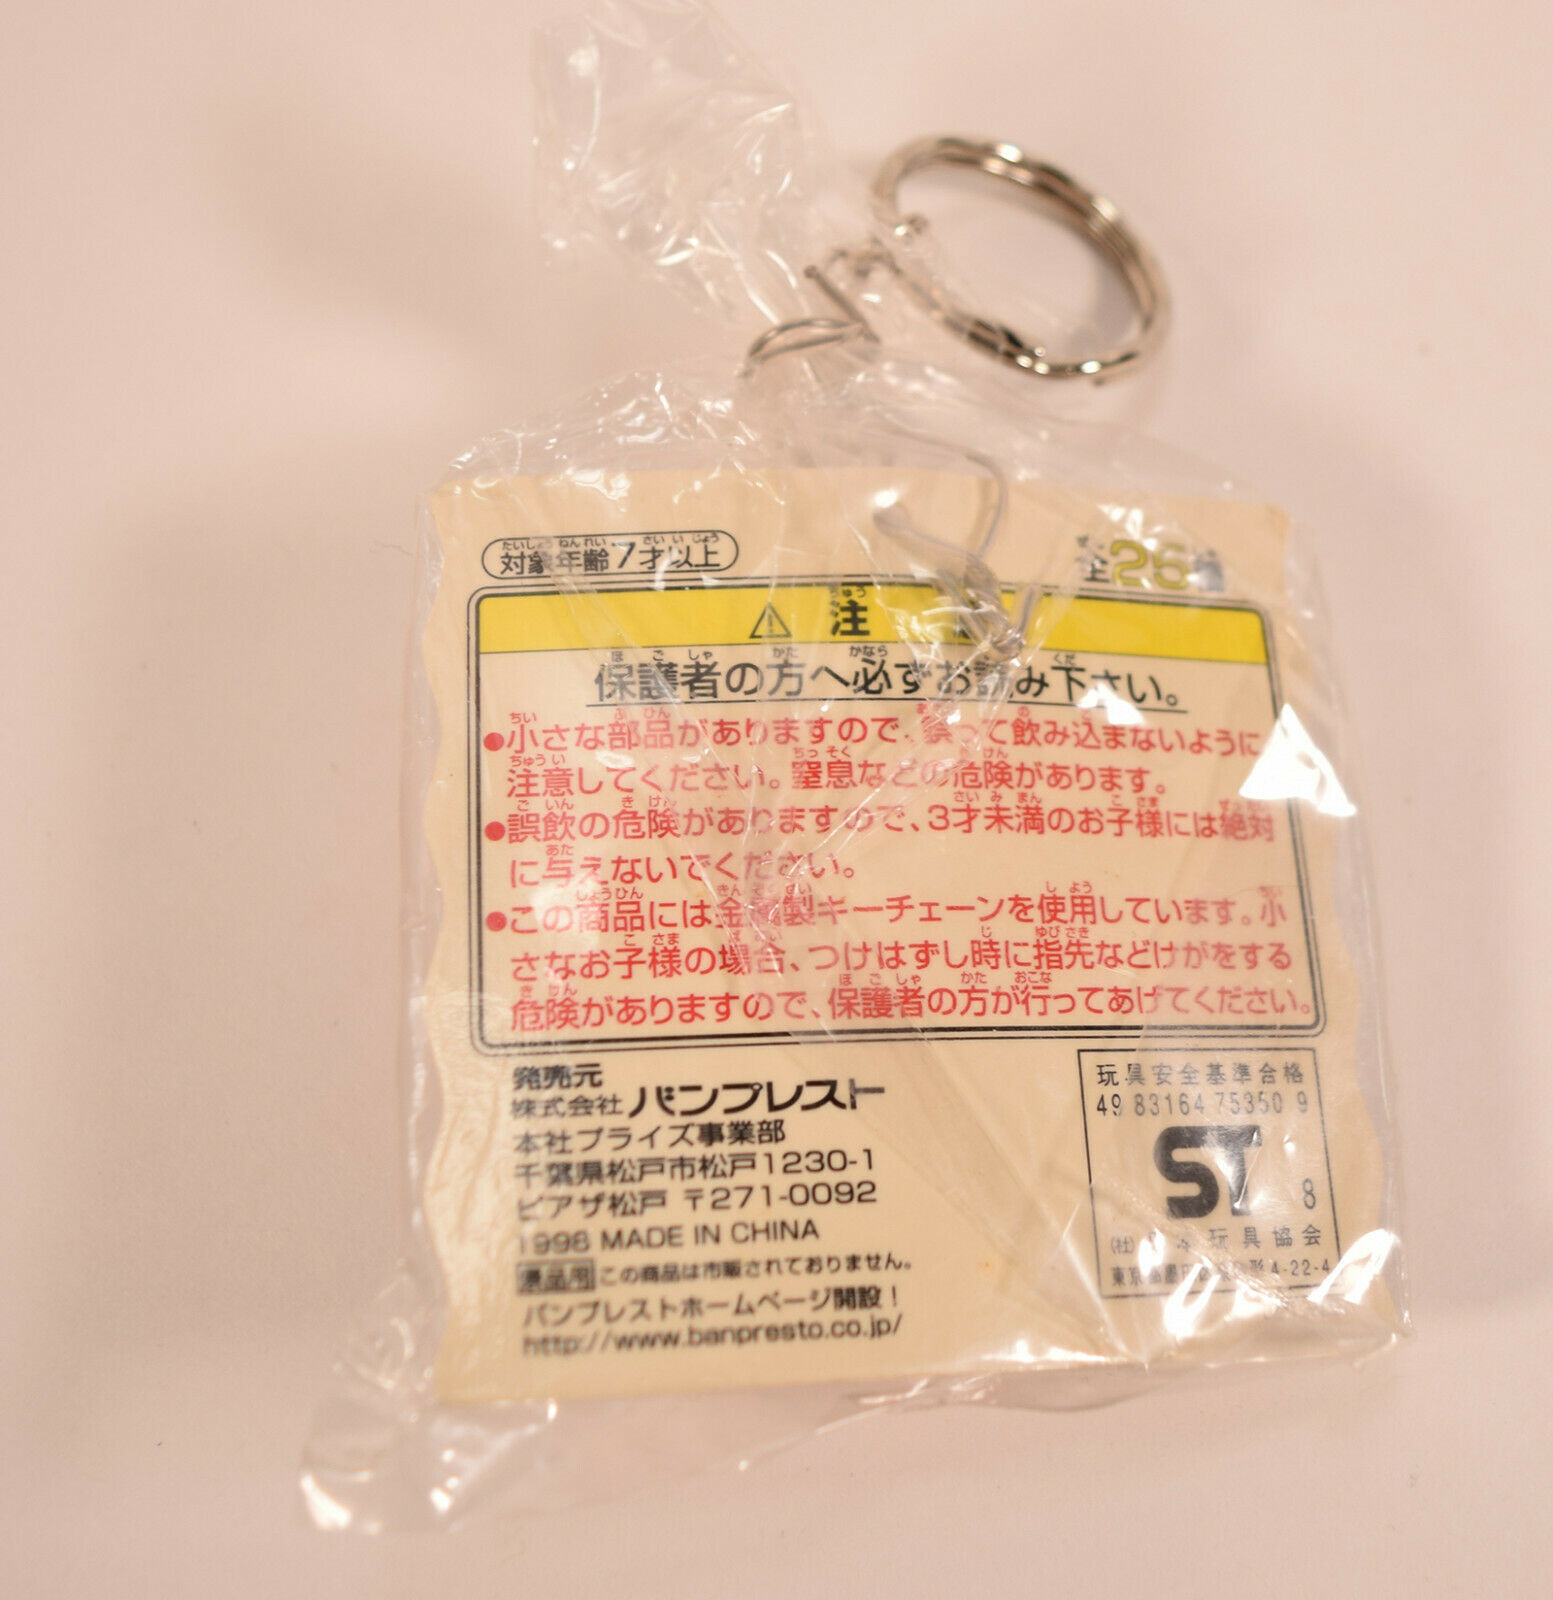 対象年齢7才以上
全25種
注
保護者の方へ必ずお読み下さい。
●小さな部品がありますので、誤って飲み込まないように
注意してください。窒息などの危険があります。
●誤飲の危険がありますので、3才未満のお子様には絶対
に与えないでください。
●この商品には金属製キーチェーンを使用しています。小
さなお子様の場合、つけはずし時に指先などけがをする
危険がありますので、保護者の方が行ってあげてください。
発売元
株式会社バンプレスト
本社プライズ事業部
千葉県松戸市松戸1230-1
ピアザ松戸 〒271-0092
1998 MADE IN CHINA
景品用 この商品は市販されておりません。
バンプレストホームページ開設！
http://www.banpresto.co.jp/
玩具安全基準合格
49 83164 75350 9
ST 8
(社)日本玩具協会
4-22-4